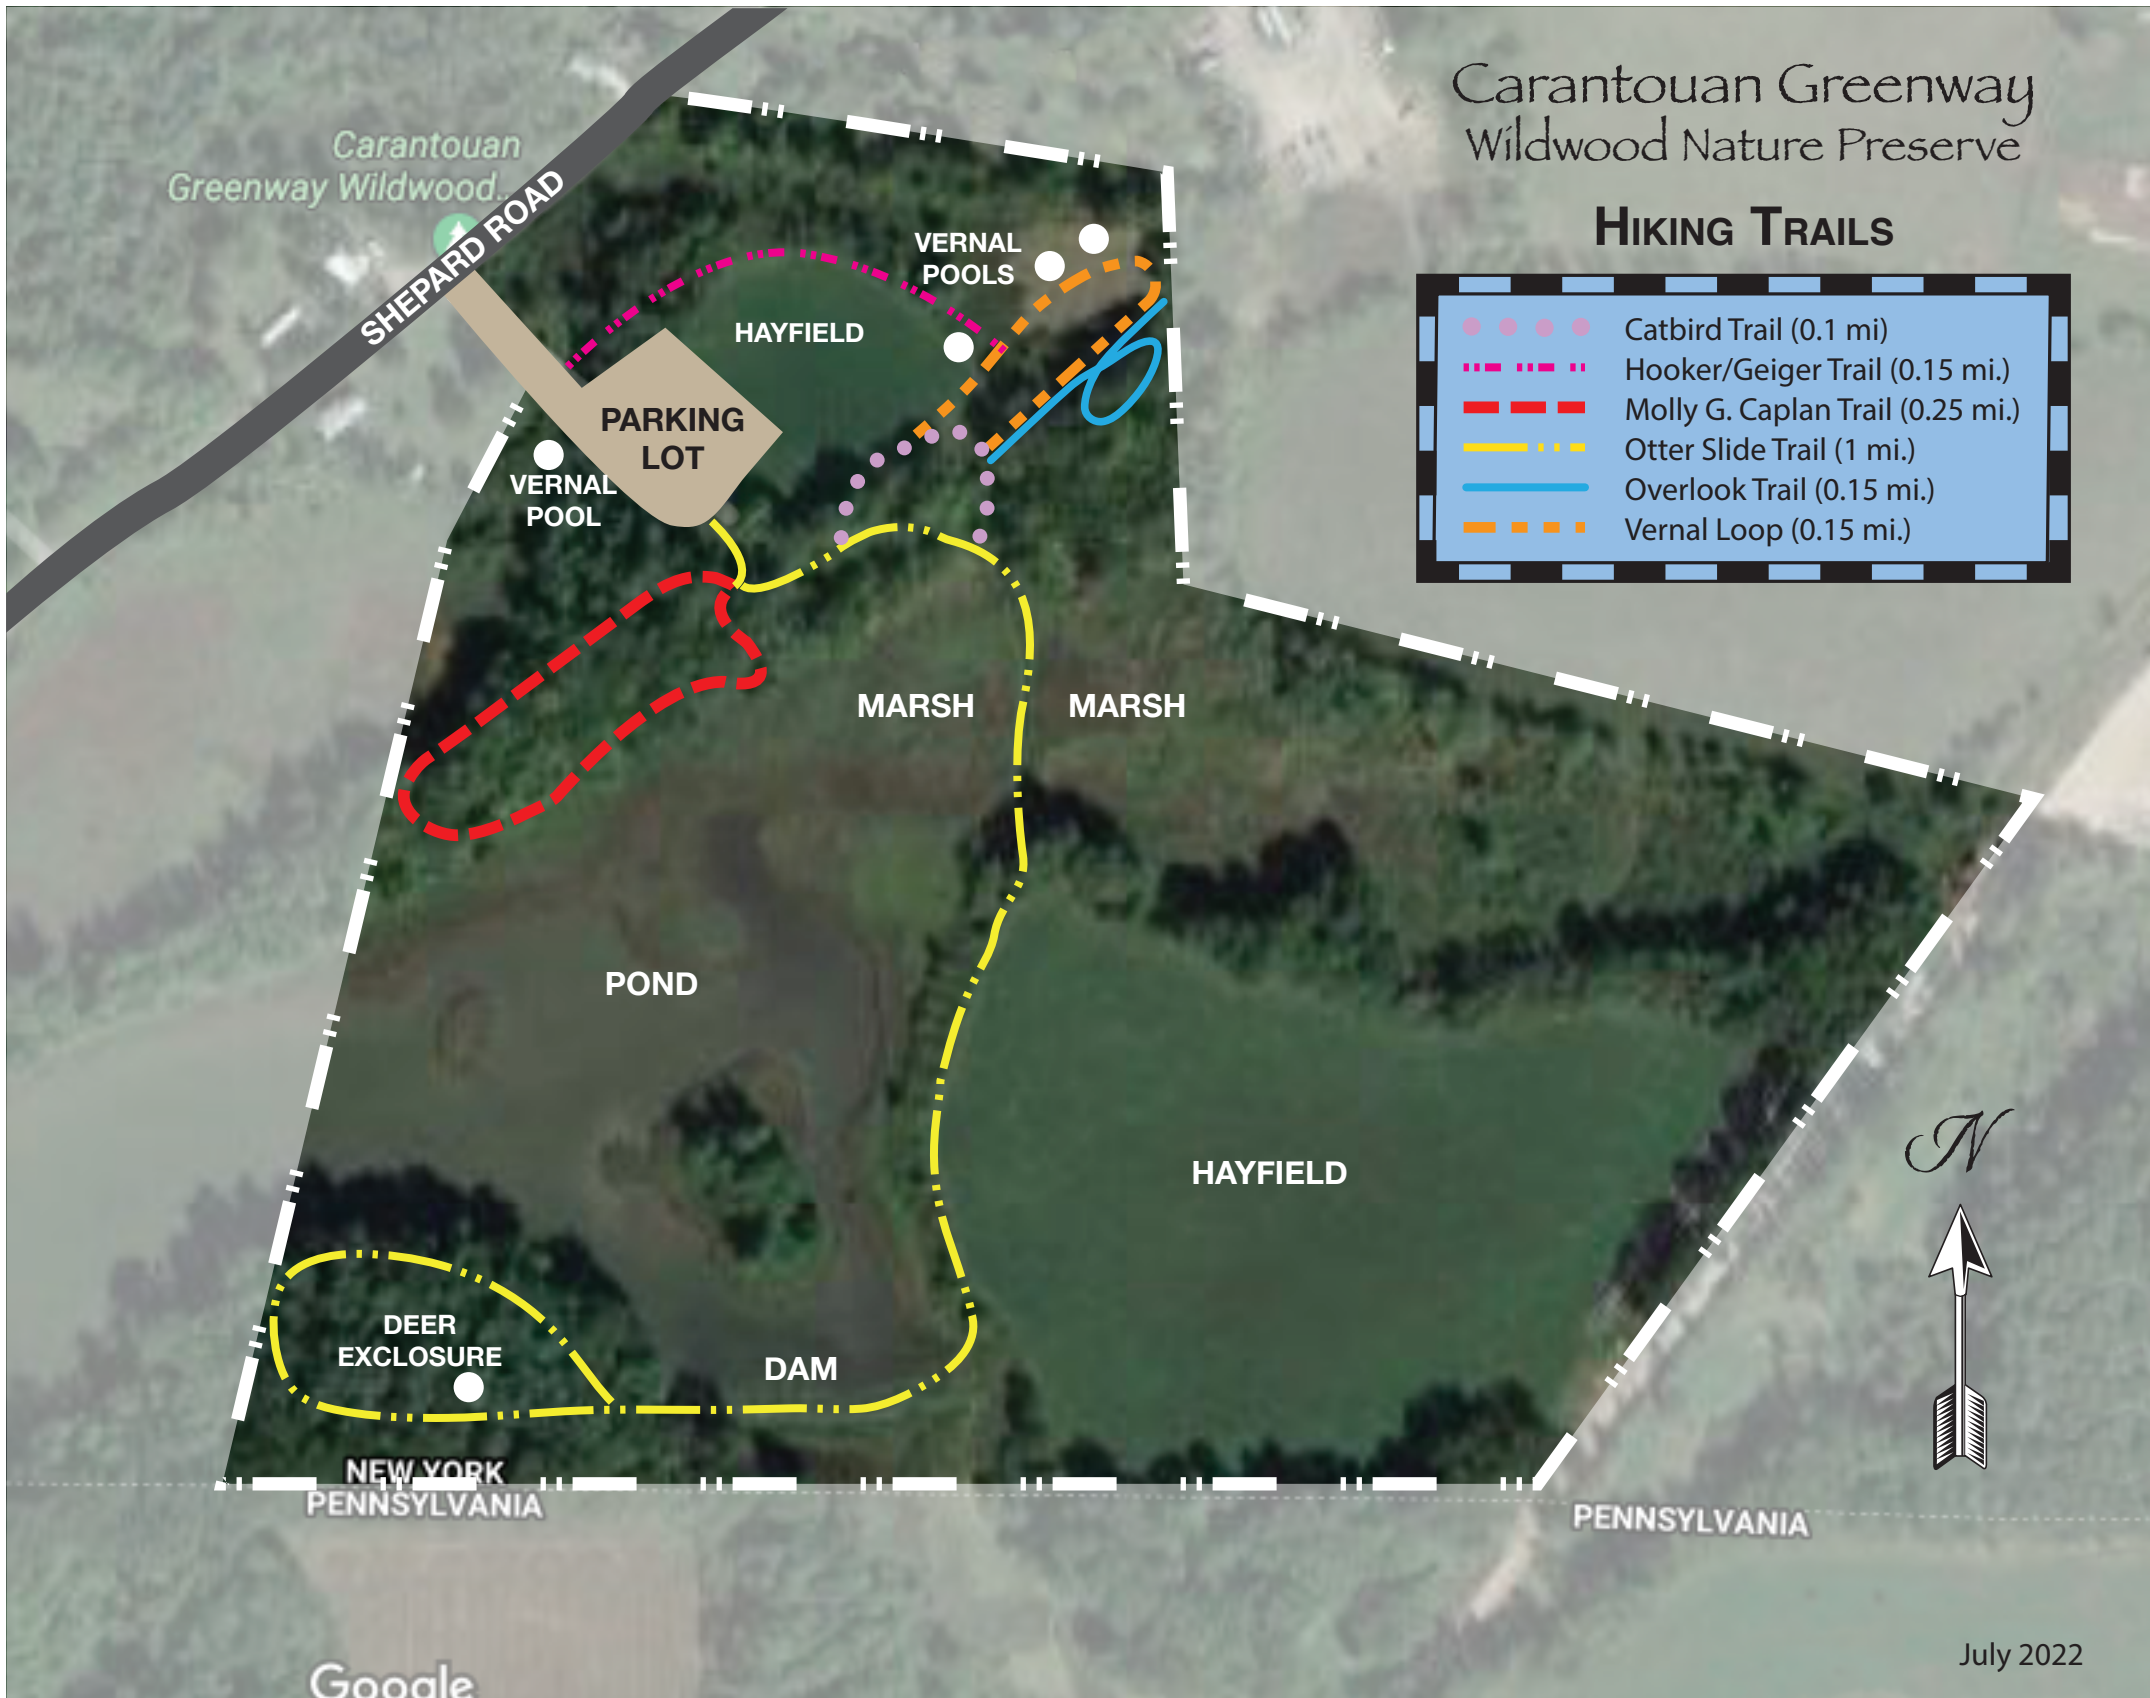 Carantouan Greenway
Wildwood Nature Preserve
HIKING TRAILS
Catbird Trail (0.1 mi)
Hooker/Geiger Trail (0.15 mi.)
Molly G. Caplan Trail (0.25 mi.)
Otter Slide Trail (1 mi.)
Overlook Trail (0.15 mi.)
Vernal Loop (0.15 mi.)
Carantouan
Greenway Wildwood...
SHEPARD ROAD
VERNAL
POOLS
HAYFIELD
PARKING
LOT
VERNAL
POOL
MARSH
MARSH
POND
HAYFIELD
N
DEER
EXCLOSURE
DAM
NEW YORK
PENNSYLVANIA
PENNSYLVANIA
July 2022
Google